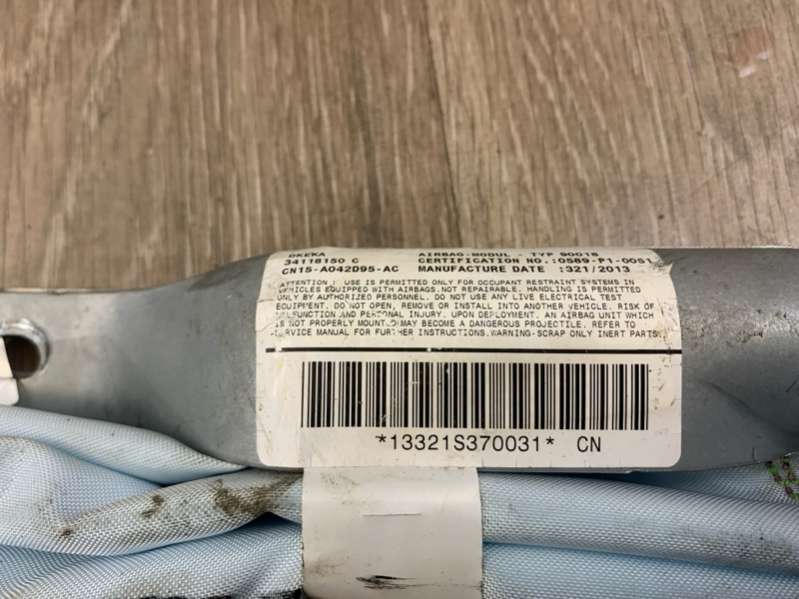 AIRBAG-MODUL - TYP 90018
34118150 C CERTIFICATION NO.:0589-P1-0051
CN15-A042D95-AC MANUFACTURE DATE :321/2013
ATTENTION : USE IS PERMITTED ONLY FOR OCCUPANT RESTRAINT SYSTEMS IN
VEHICLES EQUIPPED WITH AIRBAGS.NOT REPAIRABLE. HANDLING IS PERMITTED
ONLY BY AUTHORIZED PERSONNEL. DO NOT USE ANY LIVE ELECTRICAL TEST
EQUIPMENT. DO NOT OPEN, REMOVE OR INSTALL INTO ANOTHER VEHICLE. RISK OF
MALFUNCTION AND PERSONAL INJURY. UPON DEPLOYMENT, AN AIRBAG UNIT WHICH
IS NOT PROPERLY MOUNT.D MAY BECOME A DANGEROUS PROJECTILE. REFER TO
SERVICE MANUAL FOR FURTHER INSTRUCTIONS.WARNING-SCRAP ONLY INERT PARTS.
*13321S370031* CN